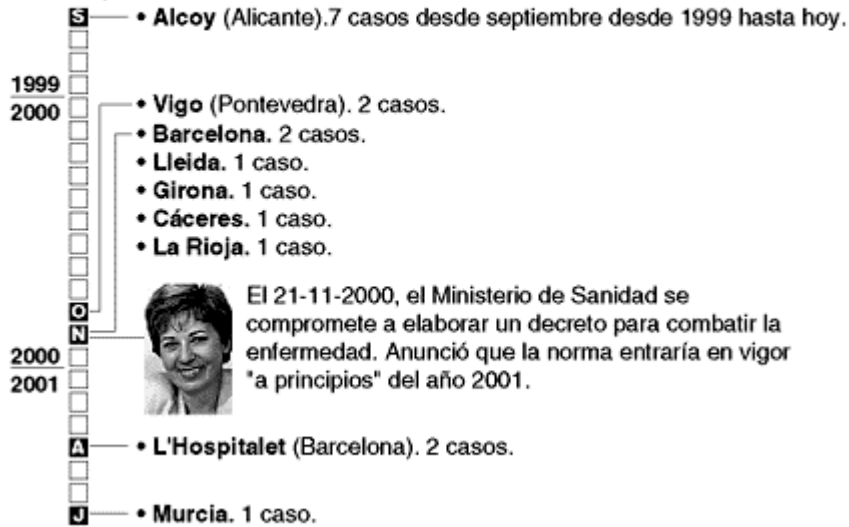 S • Alcoy (Alicante).7 casos desde septiembre desde 1999 hasta hoy.
1999
2000
• Vigo (Pontevedra). 2 casos.
• Barcelona. 2 casos.
• Lleida. 1 caso.
• Girona. 1 caso.
• Cáceres. 1 caso.
• La Rioja. 1 caso.
El 21-11-2000, el Ministerio de Sanidad se
compromete a elaborar un decreto para combatir la
enfermedad. Anunció que la norma entraría en vigor
"a principios" del año 2001.
O
N
2000
2001
A • L'Hospitalet (Barcelona). 2 casos.
J • Murcia. 1 caso.